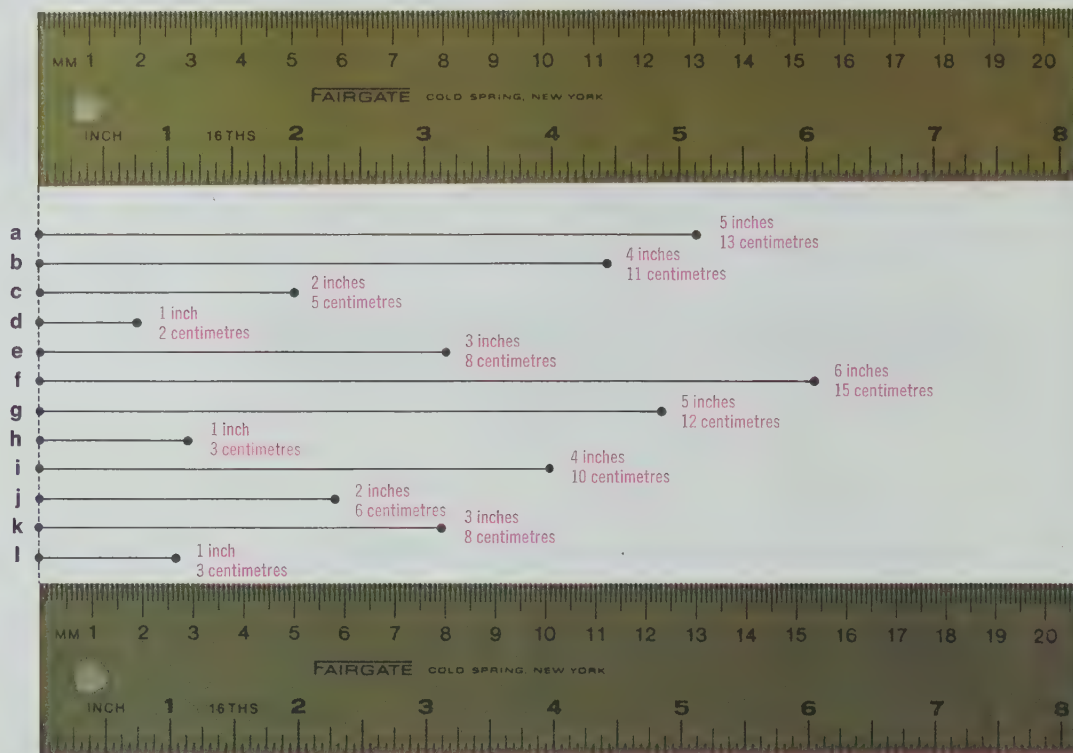 MM 1 2 3 4 5 6 7 8 9 10 11 12 13 14 15 16 17 18 19 20
FAIRGATE COLD SPRING, NEW YORK
INCH 1 16 THS 2 3 4 5 6 7 8
a 5 inches
13 centimetres
b 4 inches
11 centimetres
c 2 inches
5 centimetres
d 1 inch
2 centimetres
e 3 inches
8 centimetres
f 6 inches
15 centimetres
g 5 inches
12 centimetres
h 1 inch
3 centimetres
i 4 inches
10 centimetres
j 2 inches
6 centimetres
k 3 inches
8 centimetres
l 1 inch
3 centimetres
MM 1 2 3 4 5 6 7 8 9 10 11 12 13 14 15 16 17 18 19 20
FAIRGATE COLD SPRING, NEW YORK
INCH 1 16 THS 2 3 4 5 6 7 8